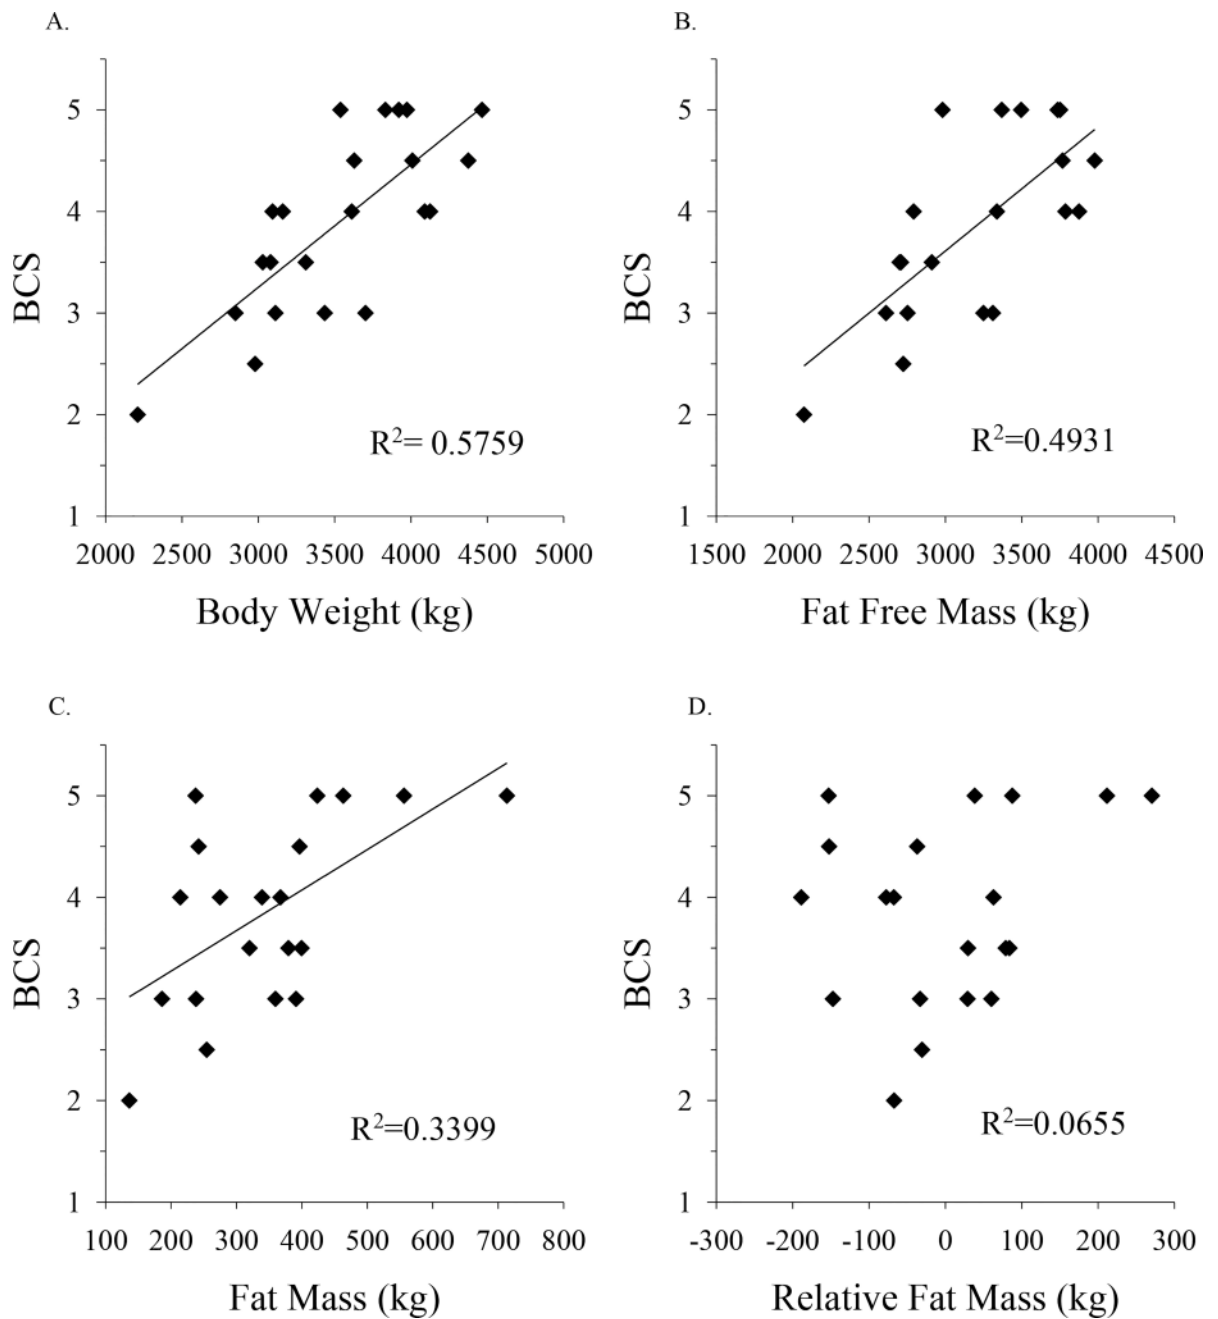 A.
BCS
5
4
3
2
1
R²= 0.5759
2000 2500 3000 3500 4000 4500 5000
Body Weight (kg)
B.
BCS
5
4
3
2
1
R²=0.4931
1500 2000 2500 3000 3500 4000 4500
Fat Free Mass (kg)
C.
BCS
5
4
3
2
1
R²=0.3399
100 200 300 400 500 600 700 800
Fat Mass (kg)
D.
BCS
5
4
3
2
1
R²=0.0655
-300 -200 -100 0 100 200 300
Relative Fat Mass (kg)